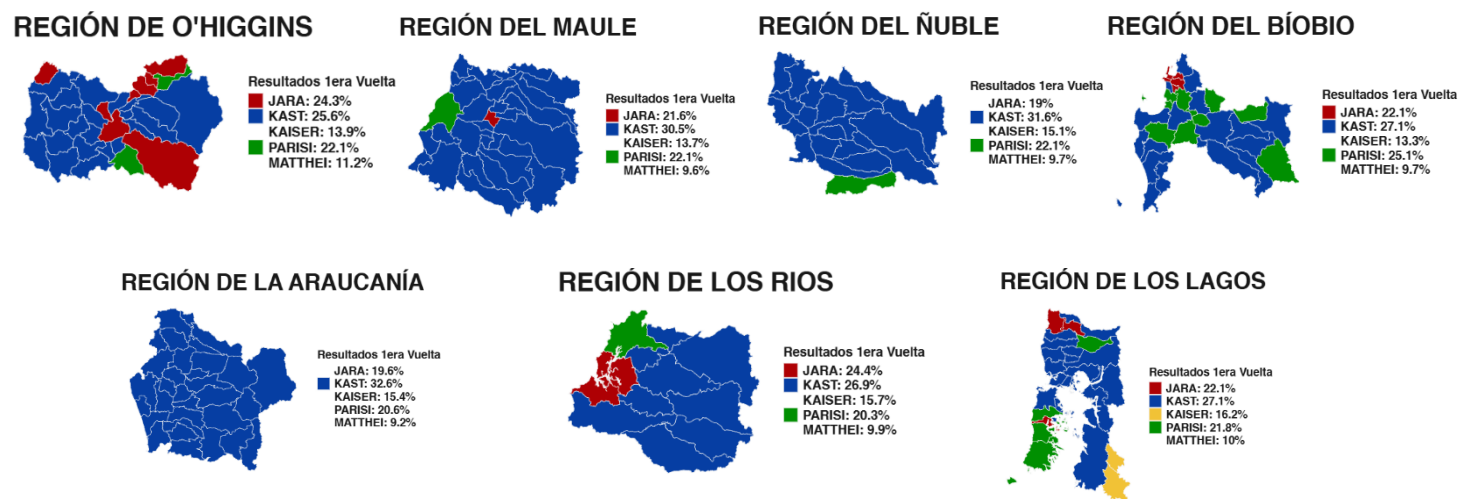 REGIÓN DE O'HIGGINS
Resultados 1era Vuelta
JARA: 24.3%
KAST: 25.6%
KAISER: 13.9%
PARISI: 22.1%
MATTHEI: 11.2%
REGIÓN DEL MAULE
Resultados 1era Vuelta
JARA: 21.6%
KAST: 30.5%
KAISER: 13.7%
PARISI: 22.1%
MATTHEI: 9.6%
REGIÓN DEL ÑUBLE
Resultados 1era Vuelta
JARA: 19%
KAST: 31.6%
KAISER: 15.1%
PARISI: 22.1%
MATTHEI: 9.7%
REGIÓN DEL BÍOBIO
Resultados 1era Vuelta
JARA: 22.1%
KAST: 27.1%
KAISER: 13.3%
PARISI: 25.1%
MATTHEI: 9.7%
REGIÓN DE LA ARAUCANÍA
Resultados 1era Vuelta
JARA: 19.6%
KAST: 32.6%
KAISER: 15.4%
PARISI: 20.6%
MATTHEI: 9.2%
REGIÓN DE LOS RIOS
Resultados 1era Vuelta
JARA: 24.4%
KAST: 26.9%
KAISER: 15.7%
PARISI: 20.3%
MATTHEI: 9.9%
REGIÓN DE LOS LAGOS
Resultados 1era Vuelta
JARA: 22.1%
KAST: 27.1%
KAISER: 16.2%
PARISI: 21.8%
MATTHEI: 10%